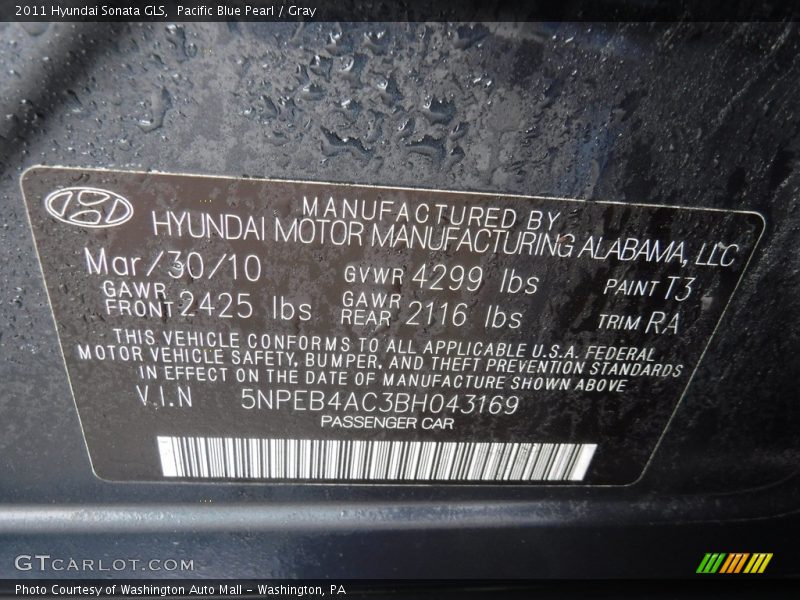 2011 Hyundai Sonata GLS, Pacific Blue Pearl / Gray
MANUFACTURED BY
HYUNDAI MOTOR MANUFACTURING ALABAMA, LLC
Mar/30/10 GVWR 4299 lbs PAINT T3
GAWR FRONT 2425 lbs GAWR REAR 2116 lbs TRIM RA
THIS VEHICLE CONFORMS TO ALL APPLICABLE U.S.A. FEDERAL
MOTOR VEHICLE SAFETY, BUMPER, AND THEFT PREVENTION STANDARDS
IN EFFECT ON THE DATE OF MANUFACTURE SHOWN ABOVE
V.I.N 5NPEB4AC3BH043169
PASSENGER CAR
GTCARLOT.COM
Photo Courtesy of Washington Auto Mall - Washington, PA